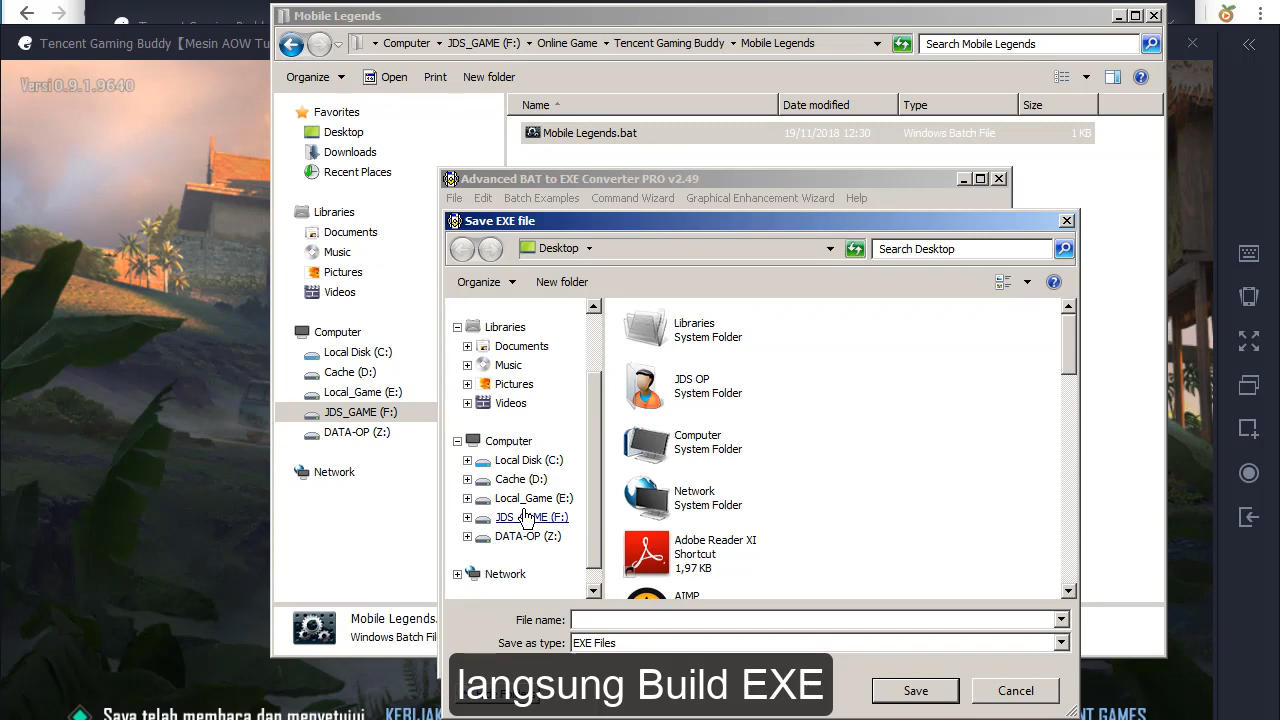 Mobile Legends
Tencent Gaming Buddy【Mesin AOW Tu
Computer
JDS_GAME (F:)
Online Game
Tencent Gaming Buddy
Mobile Legends
Search Mobile Legends
Organize
Open
Print
New folder
Versi 0.9.1.9640
Favorites
Desktop
Downloads
Recent Places
Libraries
Documents
Music
Pictures
Videos
Computer
Local Disk (C:)
Cache (D:)
Local_Game (E:)
JDS_GAME (F:)
DATA-OP (Z:)
Network
Name
Date modified
Type
Size
Mobile Legends.bat
19/11/2018 12:30
Windows Batch File
1 KB
Advanced BAT to EXE Converter PRO v2.49
File
Edit
Batch Examples
Command Wizard
Graphical Enhancement Wizard
Help
Save EXE file
Desktop
Search Desktop
Organize
New folder
Libraries
Documents
Music
Pictures
Videos
Computer
Local Disk (C:)
Cache (D:)
Local_Game (E:)
JDS_GAME (F:)
DATA-OP (Z:)
Network
Libraries
System Folder
JDS OP
System Folder
Computer
System Folder
Network
System Folder
Adobe Reader XI
Shortcut
1,97 KB
AIMP
File name:
Save as type:
EXE Files
Save
Cancel
Mobile Legends.
Windows Batch Fil
langsung Build EXE
Saya telah membaca dan menyetujui
KEBIJAK
ENT GAMES